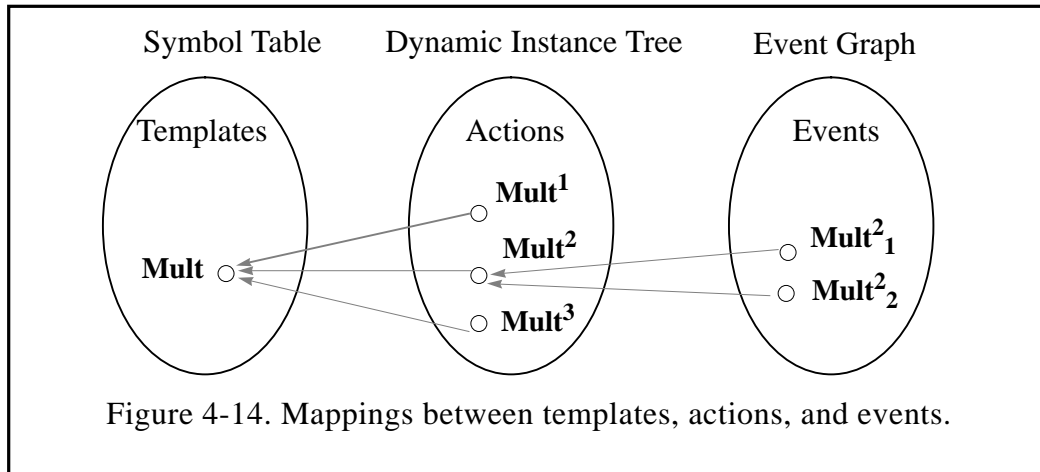 Symbol Table Dynamic Instance Tree Event Graph
Templates Actions Events
Mult¹
Mult²
Mult
Mult²₁
Mult²₂
Mult³
Figure 4-14. Mappings between templates, actions, and events.